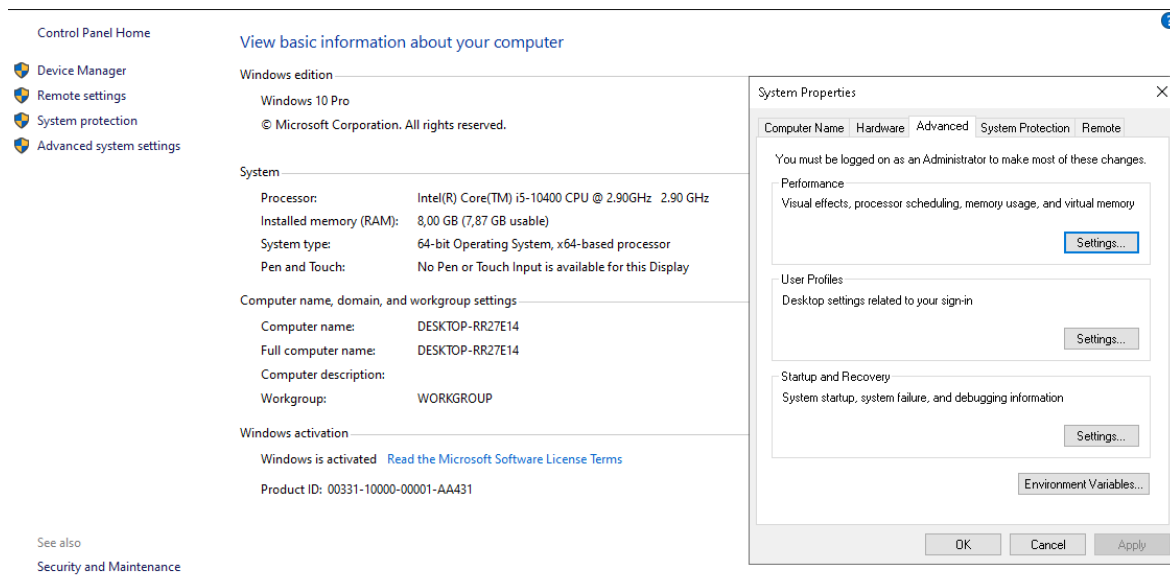 Control Panel Home
Device Manager
Remote settings
System protection
Advanced system settings
See also
Security and Maintenance
View basic information about your computer
Windows edition
Windows 10 Pro
© Microsoft Corporation. All rights reserved.
System
Processor: Intel(R) Core(TM) i5-10400 CPU @ 2.90GHz 2.90 GHz
Installed memory (RAM): 8,00 GB (7,87 GB usable)
System type: 64-bit Operating System, x64-based processor
Pen and Touch: No Pen or Touch Input is available for this Display
Computer name, domain, and workgroup settings
Computer name: DESKTOP-RR27E14
Full computer name: DESKTOP-RR27E14
Computer description:
Workgroup: WORKGROUP
Windows activation
Windows is activated Read the Microsoft Software License Terms
Product ID: 00331-10000-00001-AA431
System Properties
Computer Name Hardware Advanced System Protection Remote
You must be logged on as an Administrator to make most of these changes.
Performance
Visual effects, processor scheduling, memory usage, and virtual memory
Settings...
User Profiles
Desktop settings related to your sign-in
Settings...
Startup and Recovery
System startup, system failure, and debugging information
Settings...
Environment Variables...
OK Cancel Apply